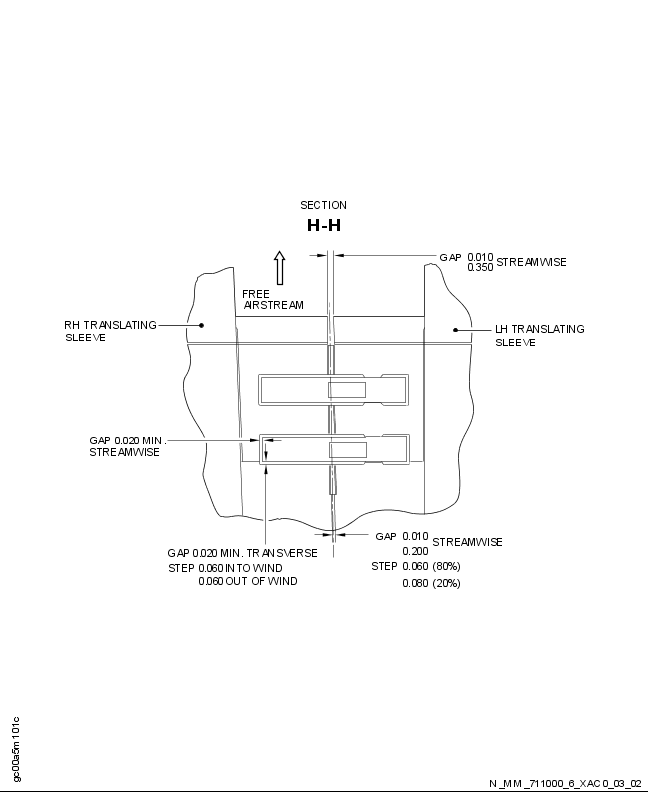 SECTION
H-H
GAP 0.010
0.350 STREAMWISE
FREE
AIRSTREAM
RH TRANSLATING
SLEEVE
LH TRANSLATING
SLEEVE
GAP 0.020 MIN.
STREAMWISE
GAP 0.020 MIN. TRANSVERSE
STEP 0.060 INTO WIND
0.060 OUT OF WIND
GAP 0.010 STREAMWISE
0.200
STEP 0.060 (80%)
0.080 (20%)
gc00a5m101c
N_MM_711000_6_XAC0_03_02